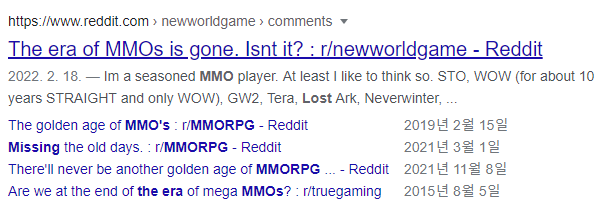 https://www.reddit.com › newworldgame › comments
The era of MMOs is gone. Isnt it? : r/newworldgame - Reddit
2022. 2. 18. — Im a seasoned MMO player. At least I like to think so. STO, WOW (for about 10
years STRAIGHT and only WOW), GW2, Tera, Lost Ark, Neverwinter, ...
The golden age of MMO's : r/MMORPG - Reddit 2019년 2월 15일
Missing the old days. : r/MMORPG - Reddit 2021년 3월 1일
There'll never be another golden age of MMORPG ... - Reddit 2021년 11월 8일
Are we at the end of the era of mega MMOs? : r/truegaming 2015년 8월 5일